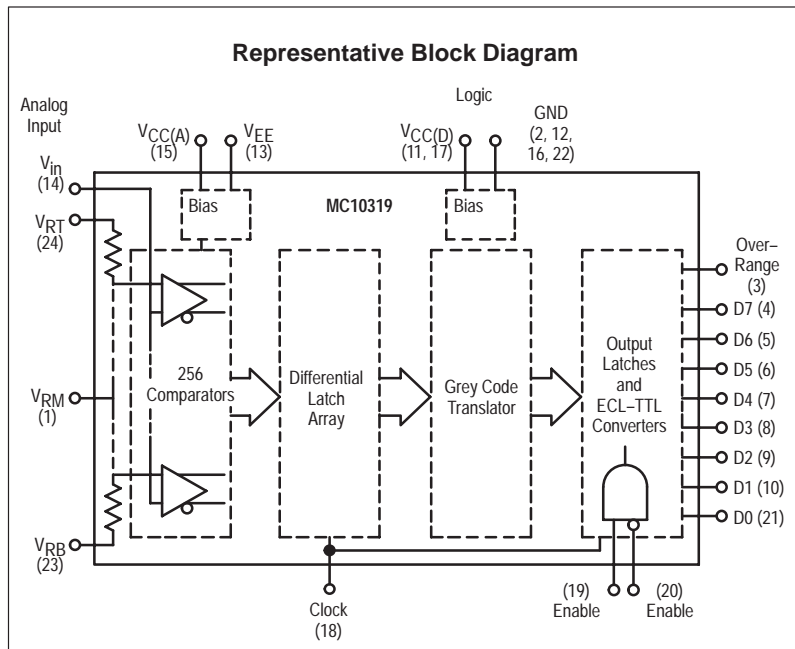 Representative Block Diagram
Analog
Input
Logic
VCC(A)
(15)
VEE
(13)
VCC(D)
(11, 17)
GND
(2, 12,
16, 22)
Vin
(14)
VRT
(24)
VRM
(1)
VRB
(23)
Bias
MC10319
Bias
256
Comparators
Differential
Latch
Array
Grey Code
Translator
Output
Latches
and
ECL–TTL
Converters
Over–
Range
(3)
D7 (4)
D6 (5)
D5 (6)
D4 (7)
D3 (8)
D2 (9)
D1 (10)
D0 (21)
Clock
(18)
(19)
Enable
(20)
Enable